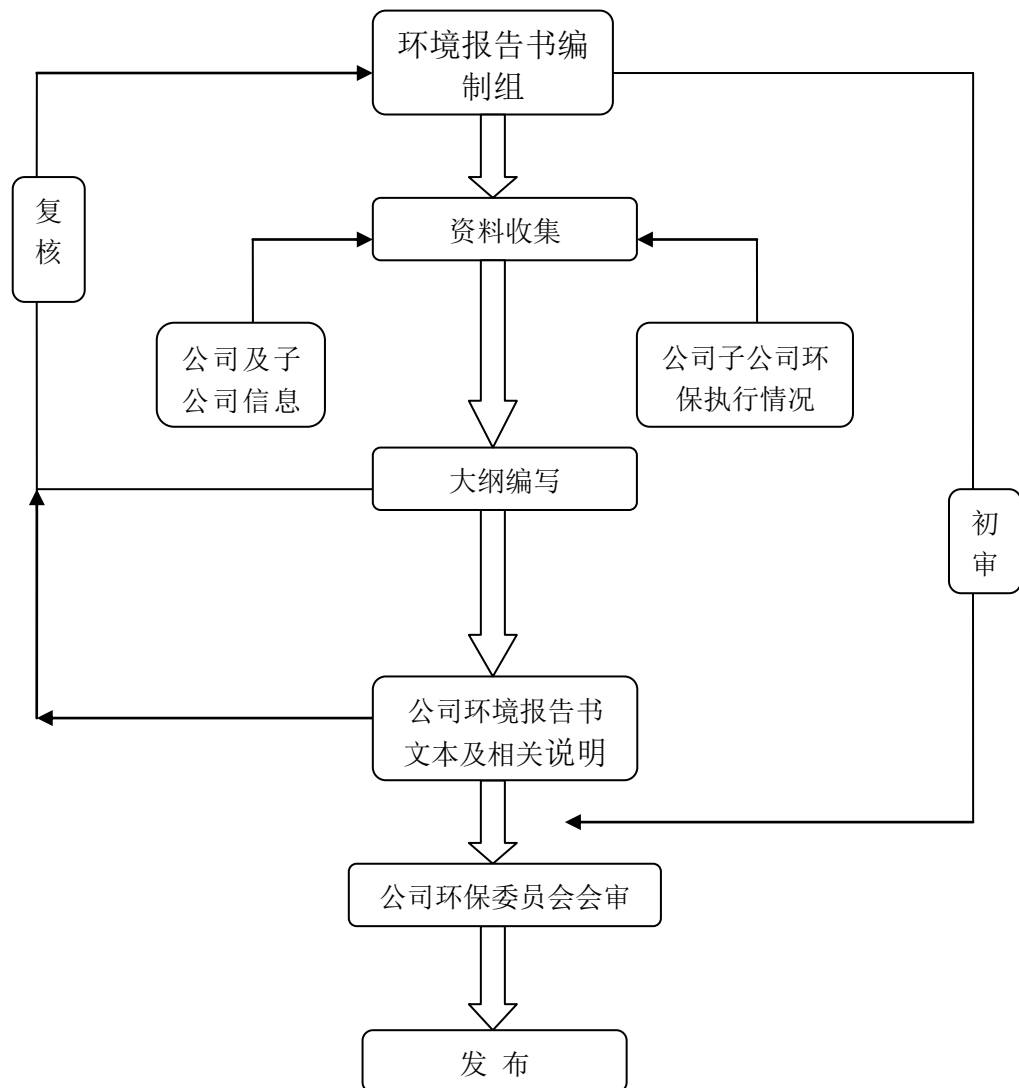 环境报告书编
制组
复
核
资料收集
公司及子
公司信息
公司子公司环
保执行情况
大纲编写
初
审
公司环境报告书
文本及相关说明
公司环保委员会会审
发 布